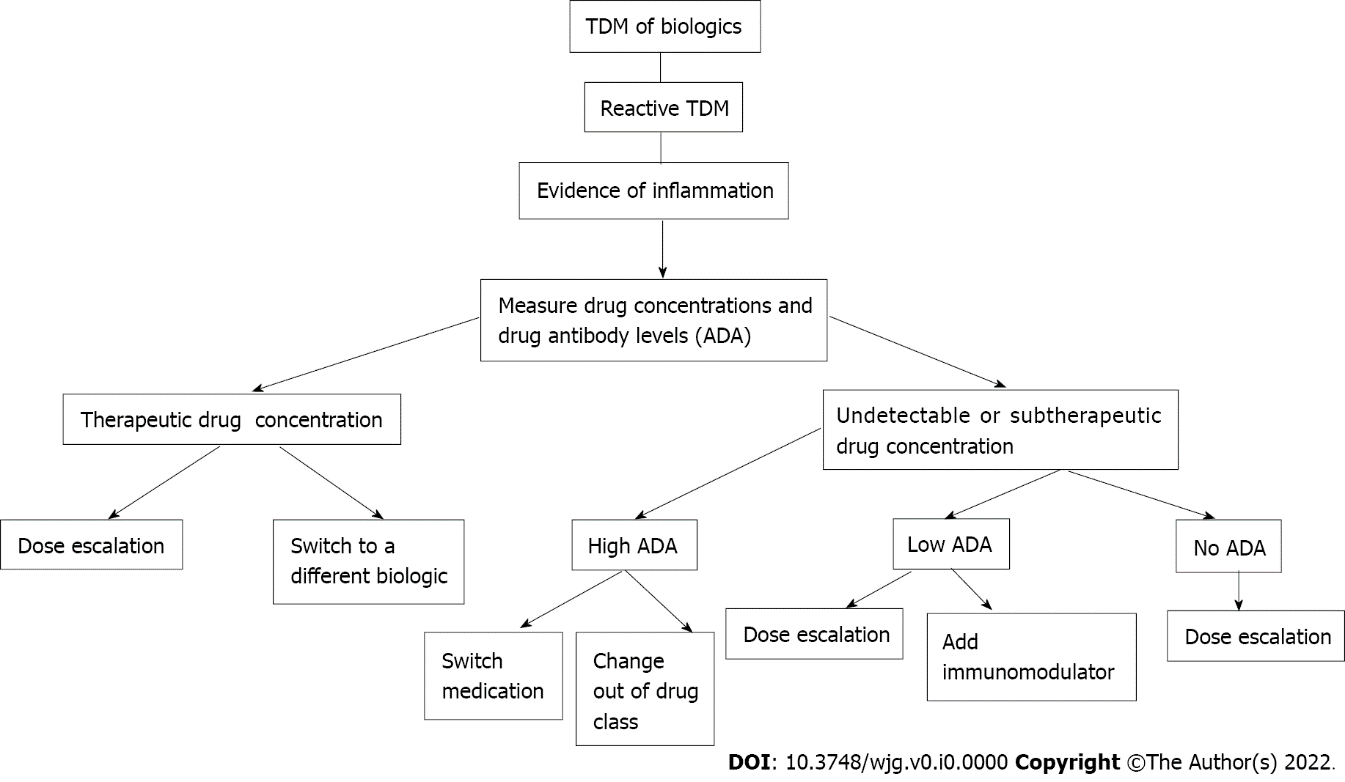 TDM of biologics
Reactive TDM
Evidence of inflammation
Measure drug concentrations and
drug antibody levels (ADA)
Therapeutic drug concentration
Undetectable or subtherapeutic
drug concentration
Dose escalation
Switch to a
different biologic
High ADA
Low ADA
No ADA
Switch
medication
Change
out of drug
class
Dose escalation
Add
immunomodulator
Dose escalation
DOI: 10.3748/wjg.v0.i0.0000 Copyright ©The Author(s) 2022.